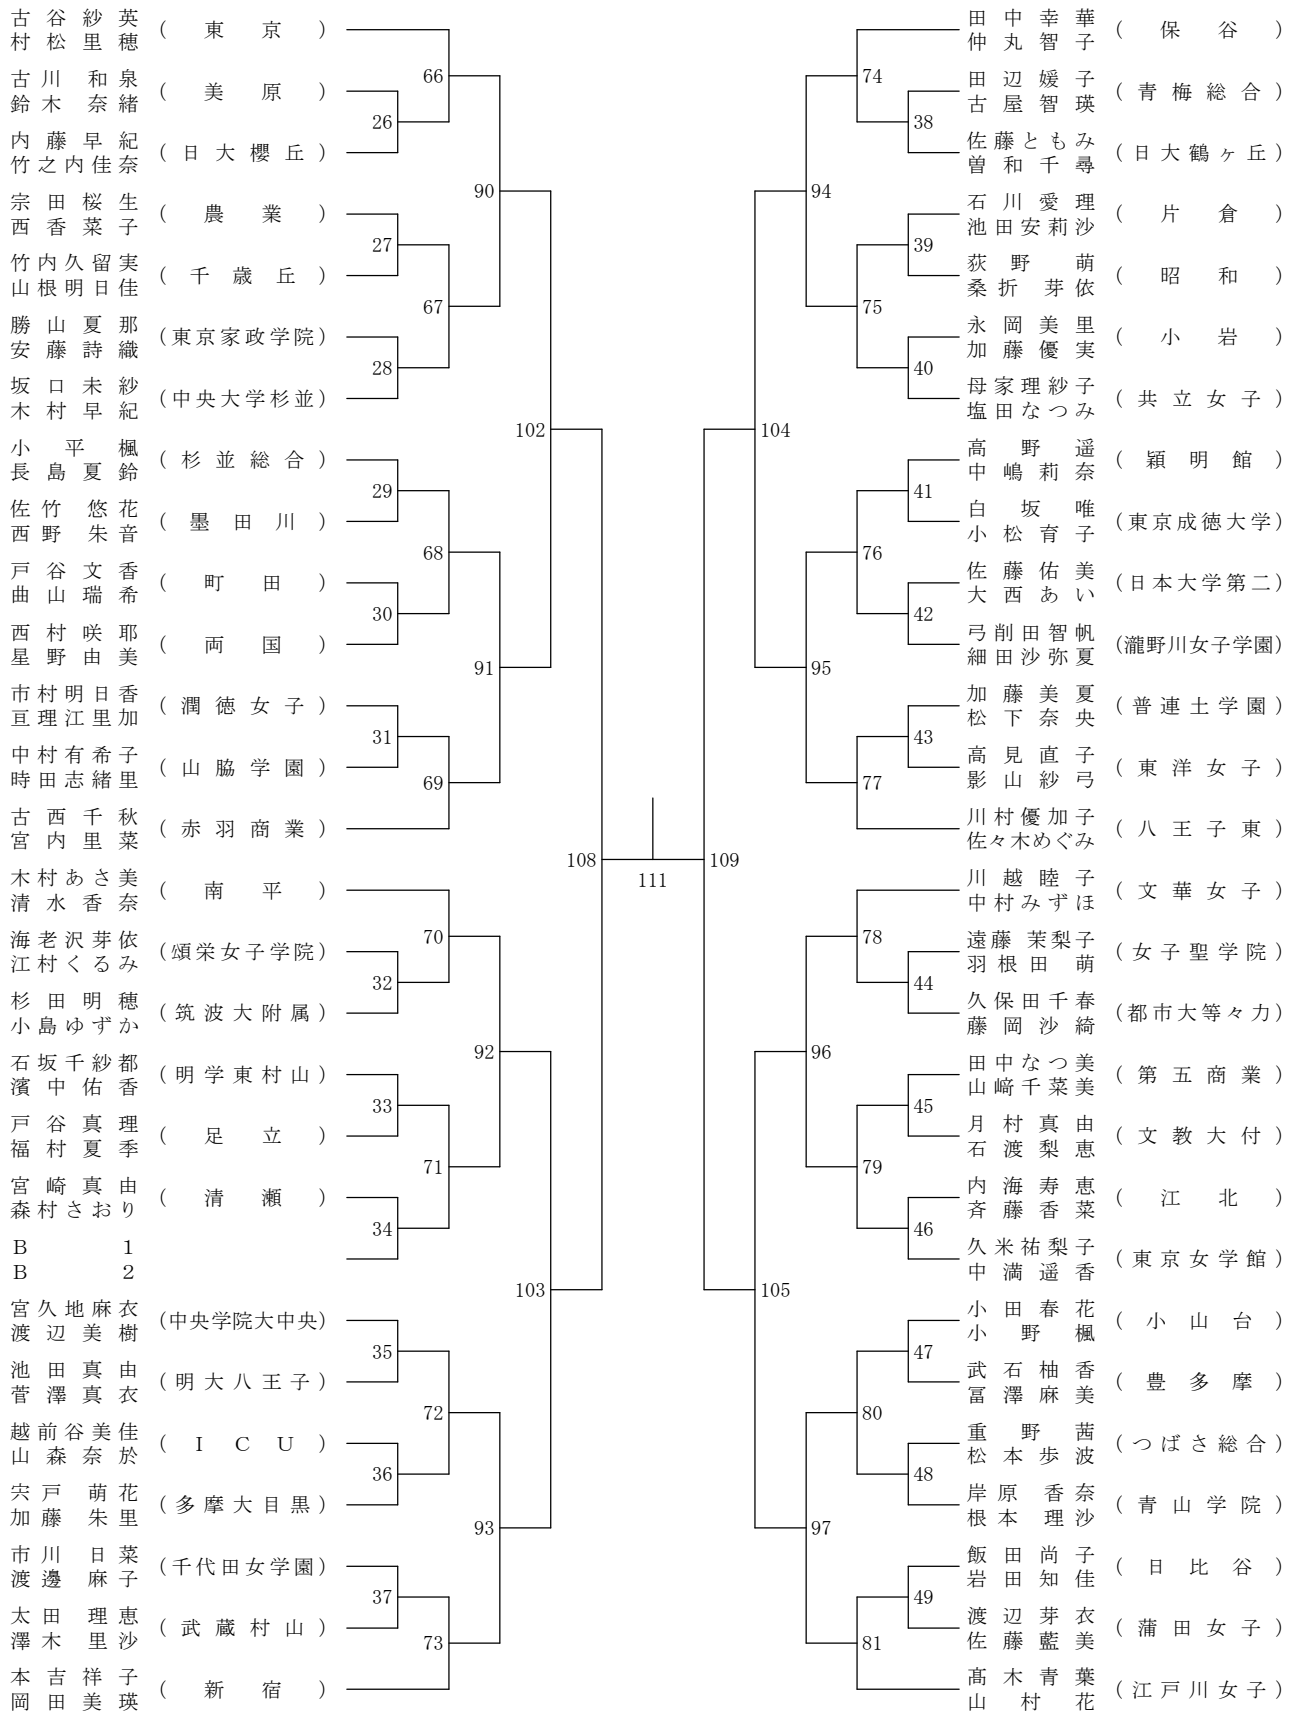 古谷紗英
村松里穂
(東京)
古川和泉
鈴木奈緒
(美原)
内藤早紀
竹之内佳奈
(日大櫻丘)
宗田桜生
西香菜子
(農業)
竹内久留実
山根明日佳
(千歳丘)
勝山夏那
安藤詩織
(東京家政学院)
坂口未紗
木村早紀
(中央大学杉並)
小平楓
長島夏鈴
(杉並総合)
佐竹悠花
西野朱音
(墨田川)
戸谷文香
曲山瑞希
(町田)
西村咲耶
星野由美
(両国)
市村明日香
亘理江里加
(潤徳女子)
中村有希子
時田志緒里
(山脇学園)
古西千秋
宮内里菜
(赤羽商業)
木村あさ美
清水香奈
(南平)
海老沢芽依
江村くるみ
(頌栄女子学院)
杉田明穂
小島ゆずか
(筑波大附属)
石坂千紗都
濱中佑香
(明学東村山)
戸谷真理
福村夏季
(足立)
宮崎真由
森村さおり
(清瀬)
B 1
B 2
宮久地麻衣
渡辺美樹
(中央学院大中央)
池田真由
菅澤真衣
(明大八王子)
越前谷美佳
山森奈於
(ICU)
宍戸萌花
加藤朱里
(多摩大目黒)
市川日菜
渡邊麻子
(千代田女学園)
太田理恵
澤木里沙
(武蔵村山)
本吉祥子
岡田美瑛
(新宿)
66
26
90
27
67
28
102
29
68
30
91
31
69
108
70
32
92
33
71
34
103
35
72
36
93
37
73
111
109
74
38
94
39
75
40
104
41
76
42
95
43
77
78
44
96
45
79
46
105
47
80
48
97
49
81
田中幸華
仲丸智子
(保谷)
田辺媛子
古屋智瑛
(青梅総合)
佐藤ともみ
曽和千尋
(日大鶴ヶ丘)
石川愛理
池田安莉沙
(片倉)
荻野萌
桑折芽依
(昭和)
永岡美里
加藤優実
(小岩)
母家理紗子
塩田なつみ
(共立女子)
高野遥
中嶋莉奈
(穎明館)
白坂唯
小松育子
(東京成徳大学)
佐藤佑美
大西あい
(日本大学第二)
弓削田智帆
細田沙弥夏
(瀧野川女子学園)
加藤美夏
松下奈央
(普連土学園)
高見直子
影山紗弓
(東洋女子)
川村優加子
佐々木めぐみ
(八王子東)
川越睦子
中村みずほ
(文華女子)
遠藤茉梨子
羽根田萌
(女子聖学院)
久保田千春
藤岡沙綺
(都市大等々力)
田中なつ美
山﨑千菜美
(第五商業)
月村真由
石渡梨恵
(文教大付)
内海寿恵
斉藤香菜
(江北)
久米祐梨子
中満遥香
(東京女学館)
小田春花
小野楓
(小山台)
武石柚香
冨澤麻美
(豊多摩)
重野茜
松本歩波
(つばさ総合)
岸原香奈
根本理沙
(青山学院)
飯田尚子
岩田知佳
(日比谷)
渡辺芽衣
佐藤藍美
(蒲田女子)
髙木青葉
山村花
(江戸川女子)